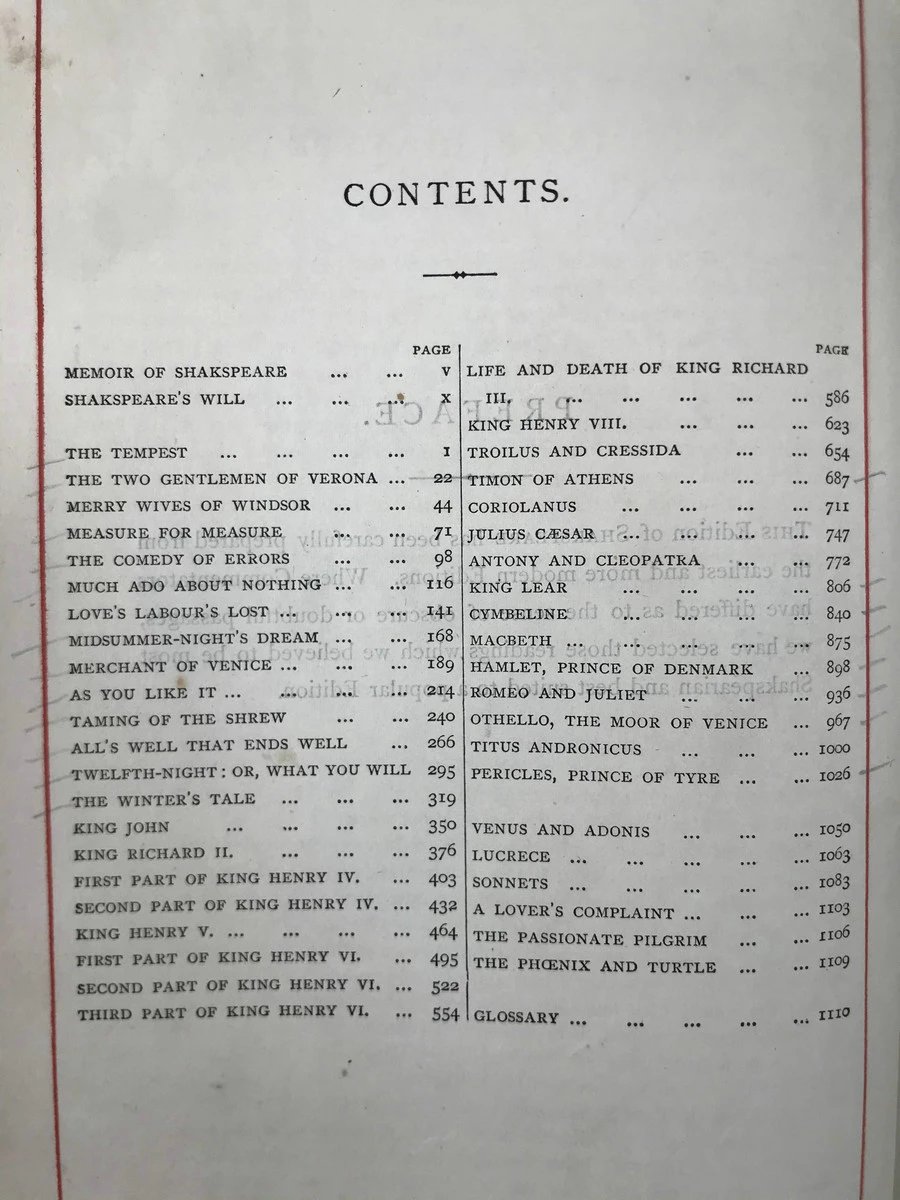 CONTENTS.
PAGE
MEMOIR OF SHAKSPEARE ... ... v
SHAKSPEARE'S WILL ... ... ... x
THE TEMPEST ... ... ... ... 1
THE TWO GENTLEMEN OF VERONA ... 22
MERRY WIVES OF WINDSOR ... ... 44
MEASURE FOR MEASURE ... ... 71
THE COMEDY OF ERRORS ... ... 98
MUCH ADO ABOUT NOTHING ... ... 116
LOVE'S LABOUR'S LOST ... ... ... 141
MIDSUMMER-NIGHT'S DREAM ... ... 168
MERCHANT OF VENICE ... ... ... 189
AS YOU LIKE IT ... ... ... ... 214
TAMING OF THE SHREW ... ... 240
ALL'S WELL THAT ENDS WELL ... 266
TWELFTH-NIGHT: OR, WHAT YOU WILL 295
THE WINTER'S TALE ... ... ... 319
KING JOHN ... ... ... ... 350
KING RICHARD II. ... ... ... 376
FIRST PART OF KING HENRY IV. ... 403
SECOND PART OF KING HENRY IV. ... 432
KING HENRY V. ... ... ... ... 464
FIRST PART OF KING HENRY VI. ... 495
SECOND PART OF KING HENRY VI. ... 522
THIRD PART OF KING HENRY VI. ... 554
PAGE
LIFE AND DEATH OF KING RICHARD
III. ... ... ... ... ... 586
KING HENRY VIII. ... ... ... 623
TROILUS AND CRESSIDA ... ... 654
TIMON OF ATHENS ... ... ... 687
CORIOLANUS ... ... ... ... 711
JULIUS CÆSAR ... ... ... ... 747
ANTONY AND CLEOPATRA ... ... 772
KING LEAR ... ... ... ... 806
CYMBELINE ... ... ... ... 840
MACBETH ... ... ... ... ... 875
HAMLET, PRINCE OF DENMARK ... 898
ROMEO AND JULIET ... ... ... 936
OTHELLO, THE MOOR OF VENICE ... 967
TITUS ANDRONICUS ... ... ... 1000
PERICLES, PRINCE OF TYRE ... ... 1026
VENUS AND ADONIS ... ... ... 1050
LUCRECE ... ... ... ... ... 1063
SONNETS ... ... ... ... ... 1083
A LOVER'S COMPLAINT ... ... ... 1103
THE PASSIONATE PILGRIM ... ... 1106
THE PHŒNIX AND TURTLE ... ... 1109
GLOSSARY ... ... ... ... ... 1110